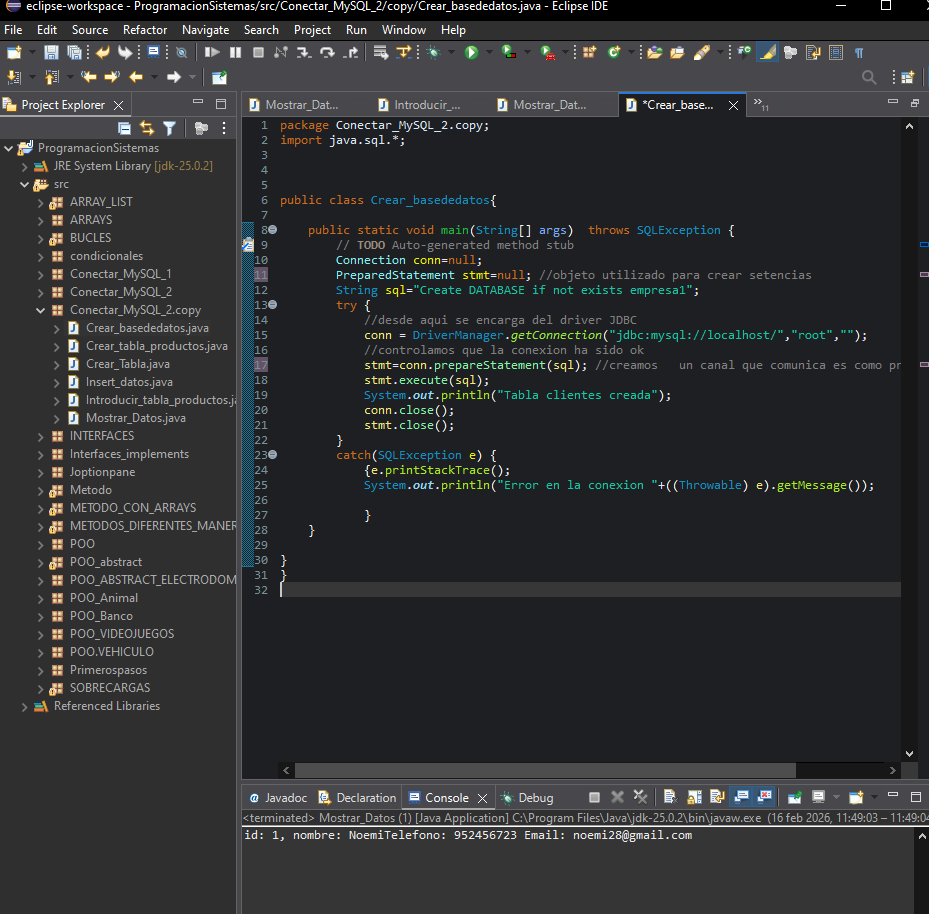 eclipse-workspace - ProgramacionSistemas/src/Conectar_MySQL_2/copy/Crear_basededatos.java - Eclipse IDE
File Edit Source Refactor Navigate Search Project Run Window Help
Project Explorer
ProgramacionSistemas
JRE System Library [jdk-25.0.2]
src
ARRAY_LIST
ARRAYS
BUCLES
condicionales
Conectar_MySQL_1
Conectar_MySQL_2
Conectar_MySQL_2.copy
Crear_basededatos.java
Crear_tabla_productos.java
Crear_Tabla.java
Insert_datos.java
Introducir_tabla_productos.ja
Mostrar_Datos.java
INTERFACES
Interfaces_implements
Joptionpane
Metodo
METODO_CON_ARRAYS
METODOS_DIFERENTES_MANER
POO
POO_abstract
POO_ABSTRACT_ELECTRODOM
POO_Animal
POO_Banco
POO_VIDEOJUEGOS
POO.VEHICULO
Primerospasos
SOBRECARGAS
Referenced Libraries
Mostrar_Dat... Introducir_... Mostrar_Dat... *Crear_base... »11
1 package Conectar_MySQL_2.copy;
2 import java.sql.*;
3
4
5
6 public class Crear_basededatos{
7
8 public static void main(String[] args)  throws SQLException {
9 // TODO Auto-generated method stub
10 Connection conn=null;
11 PreparedStatement stmt=null; //objeto utilizado para crear setencias
12 String sql="Create DATABASE if not exists empresa1";
13 try {
14 //desde aqui se encarga del driver JDBC
15 conn = DriverManager.getConnection("jdbc:mysql://localhost/","root","");
16 //controlamos que la conexion ha sido ok
17 stmt=conn.prepareStatement(sql); //creamos   un canal que comunica es como pr
18 stmt.execute(sql);
19 System.out.println("Tabla clientes creada");
20 conn.close();
21 stmt.close();
22 }
23 catch(SQLException e) {
24 {e.printStackTrace();
25 System.out.println("Error en la conexion "+((Throwable) e).getMessage());
26
27 }
28 }
29
30 }
31 }
32
Javadoc Declaration Console Debug
<terminated> Mostrar_Datos (1) [Java Application] C:\Program Files\Java\jdk-25.0.2\bin\javaw.exe (16 feb 2026, 11:49:03 – 11:49:04
id: 1, nombre: NoemiTelefono: 952456723 Email: noemi28@gmail.com